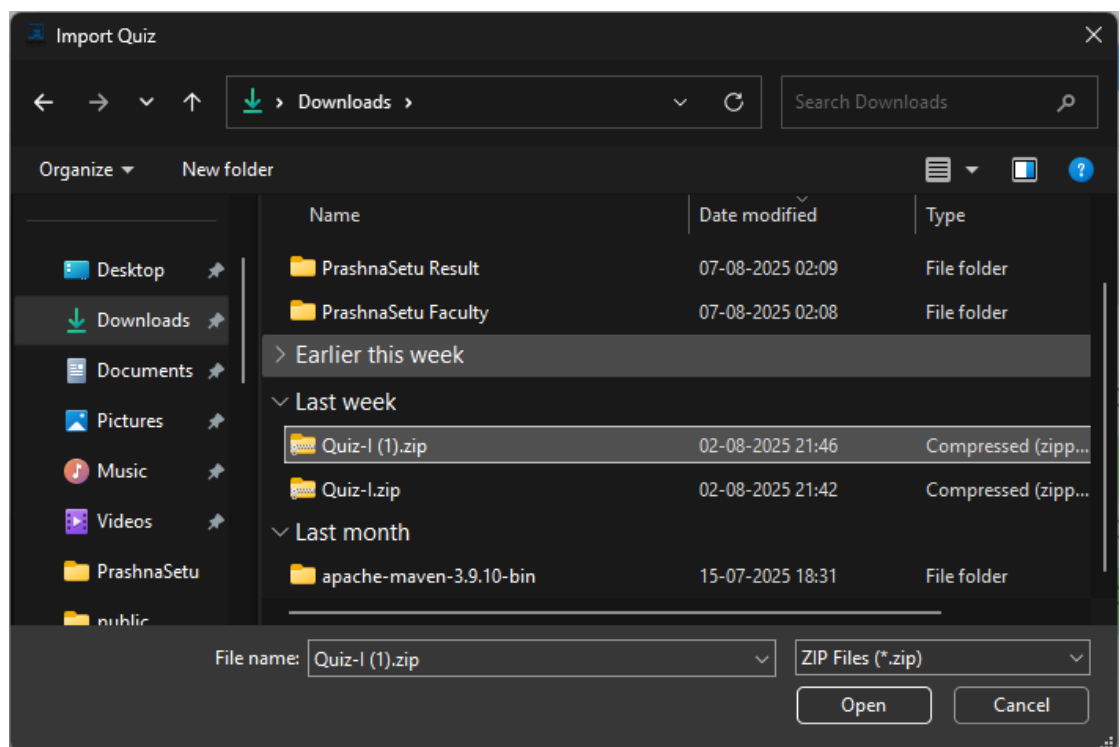 Import Quiz
Downloads
Search Downloads
Organize
New folder
Name Date modified Type
Desktop
Downloads
Documents
Pictures
Music
Videos
PrashnaSetu
public
PrashnaSetu Result 07-08-2025 02:09 File folder
PrashnaSetu Faculty 07-08-2025 02:08 File folder
Earlier this week
Last week
Quiz-I (1).zip 02-08-2025 21:46 Compressed (zipp...
Quiz-I.zip 02-08-2025 21:42 Compressed (zipp...
Last month
apache-maven-3.9.10-bin 15-07-2025 18:31 File folder
File name: Quiz-I (1).zip ZIP Files (*.zip)
Open Cancel